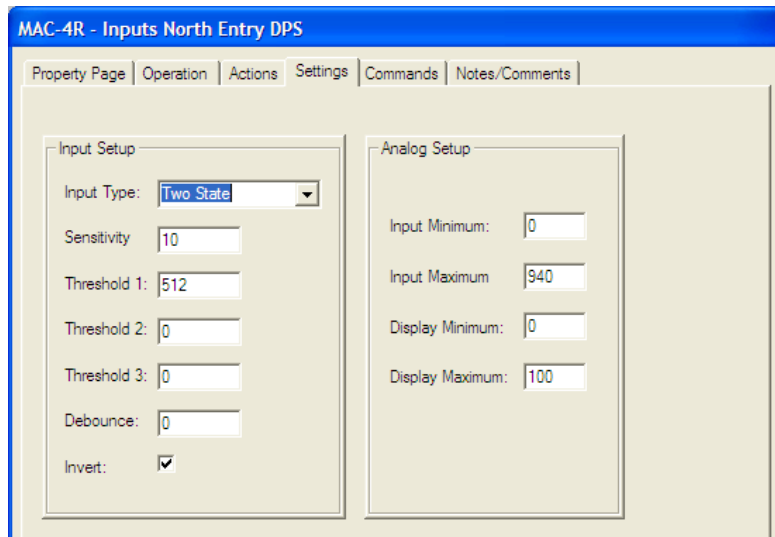 MAC-4R - Inputs North Entry DPS
Property Page Operation Actions Settings Commands Notes/Comments
Input Setup
Input Type: Two State
Sensitivity 10
Threshold 1: 512
Threshold 2: 0
Threshold 3: 0
Debounce: 0
Invert:
Analog Setup
Input Minimum: 0
Input Maximum 940
Display Minimum: 0
Display Maximum: 100